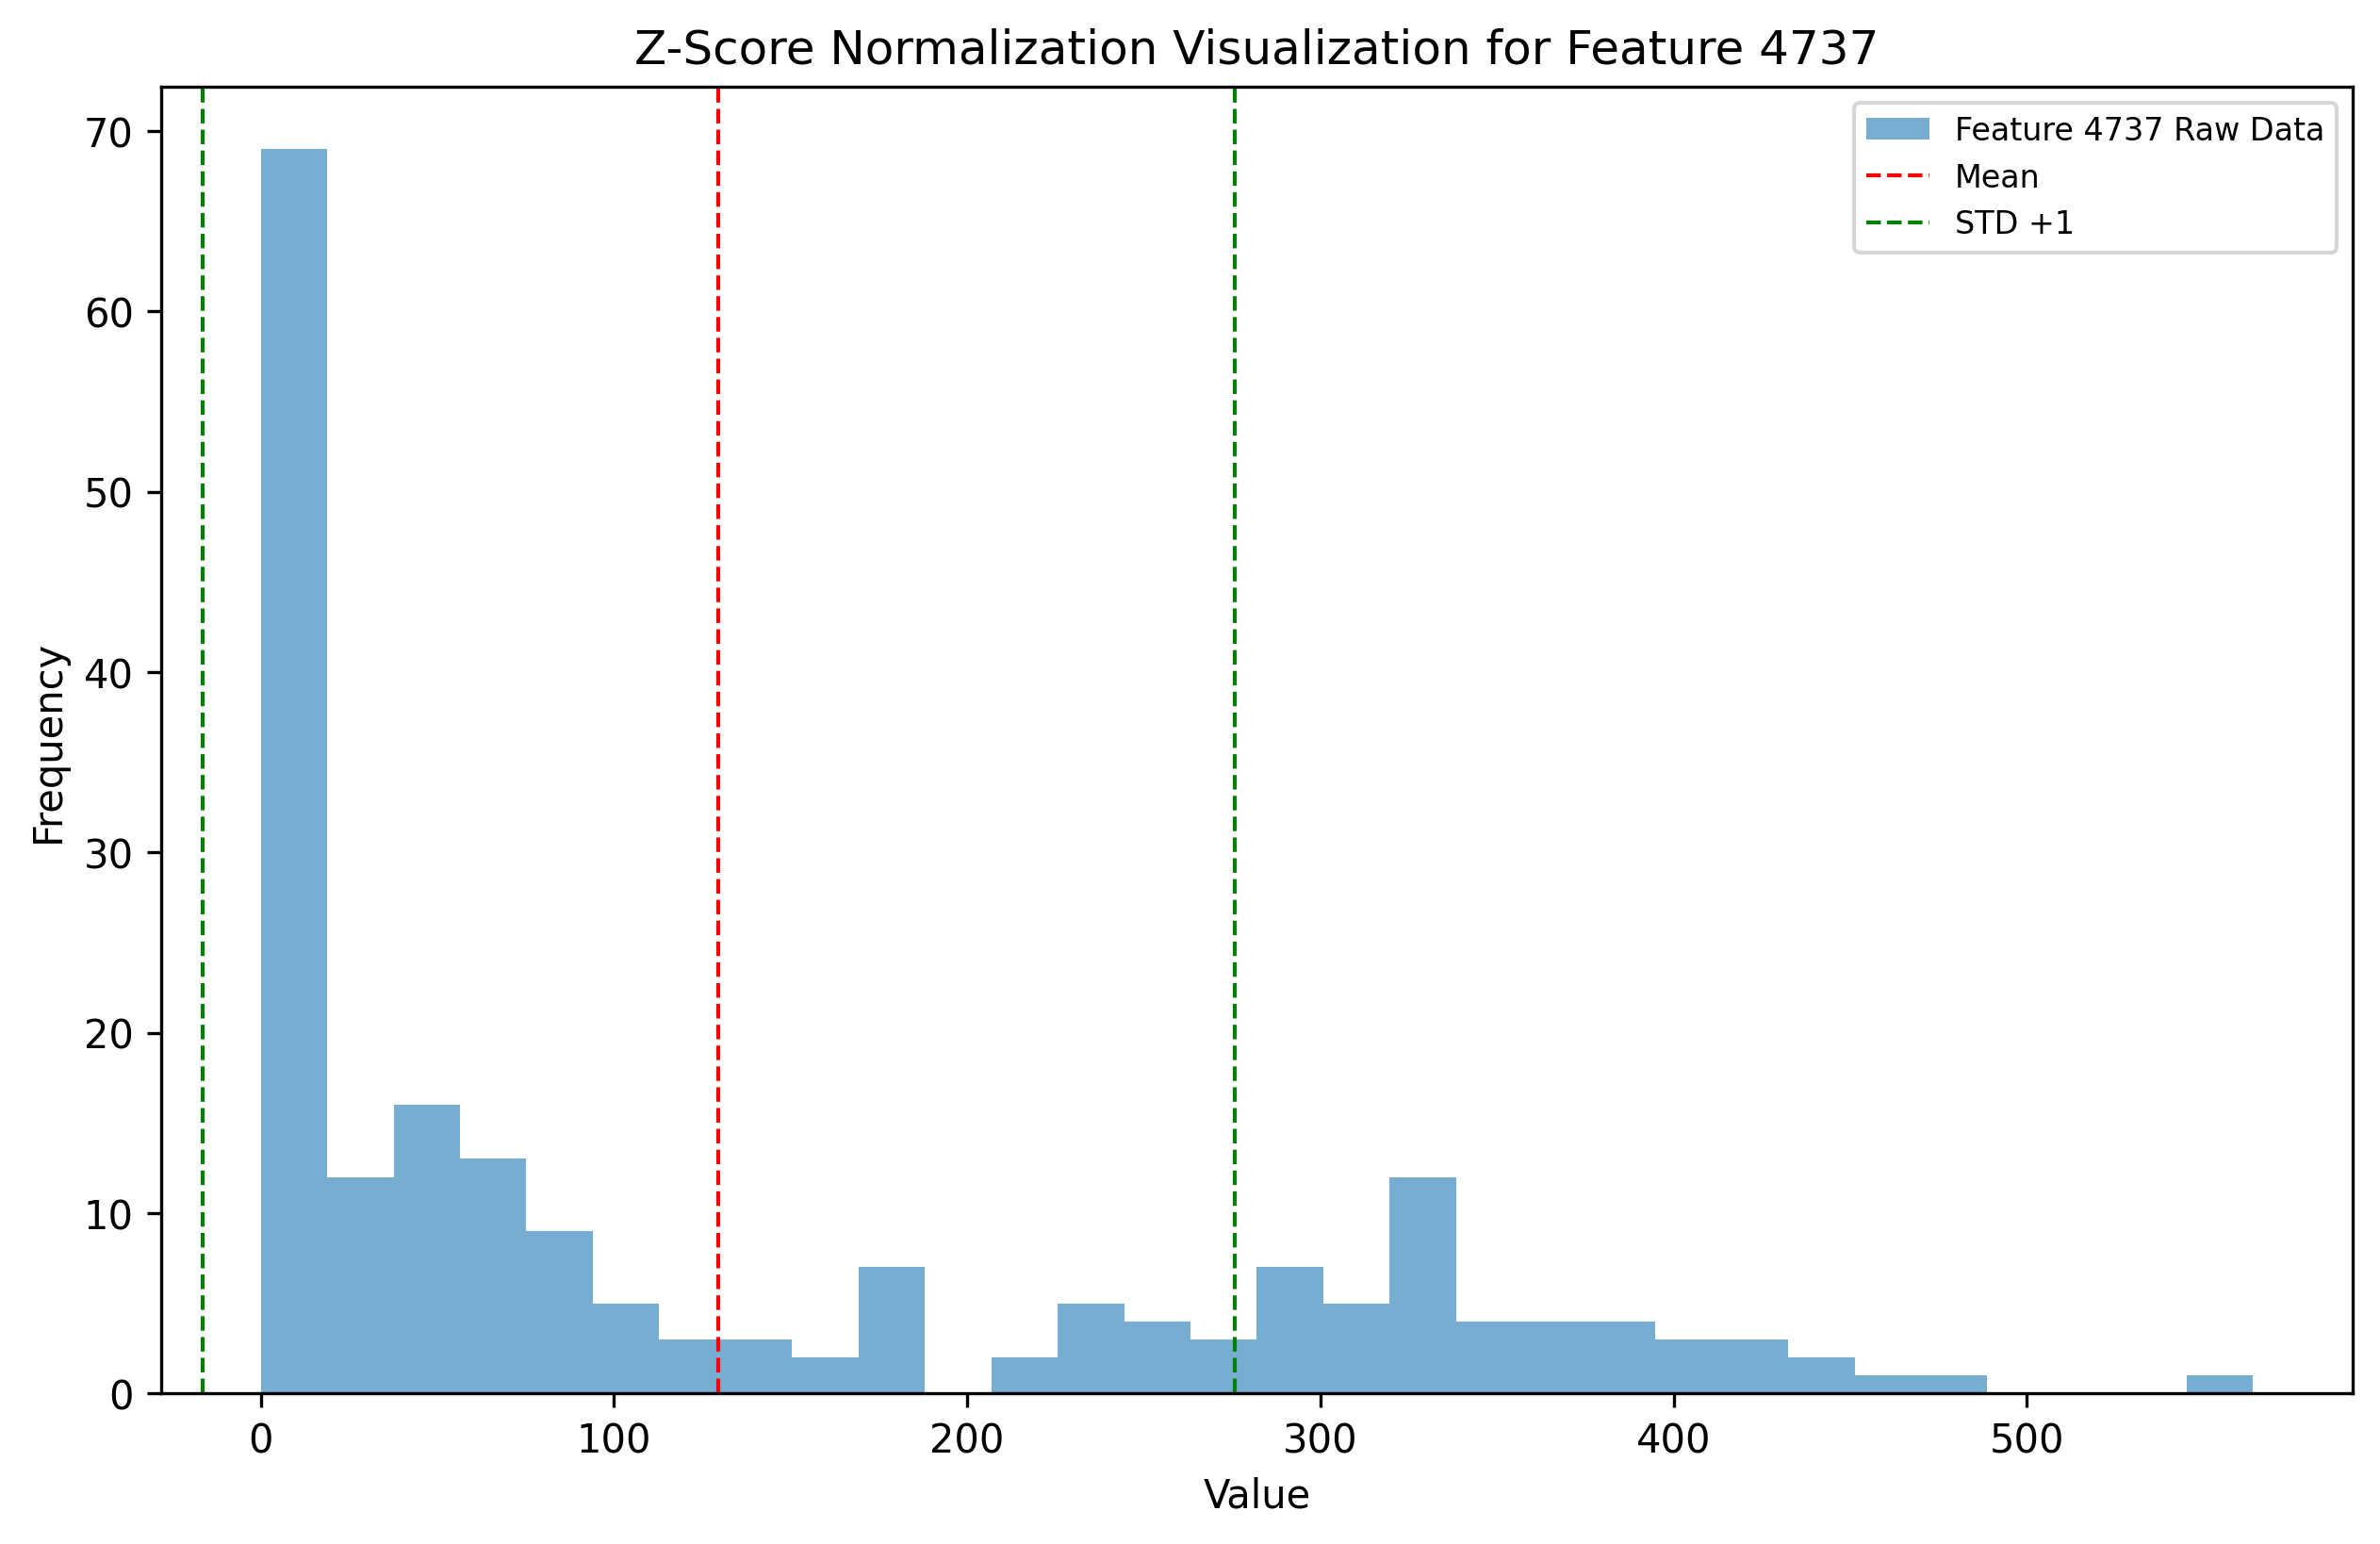 Z-Score Normalization Visualization for Feature 4737
Feature 4737 Raw Data
Mean
STD +1
70
60
50
40
30
20
10
0
Frequency
0 100 200 300 400 500
Value